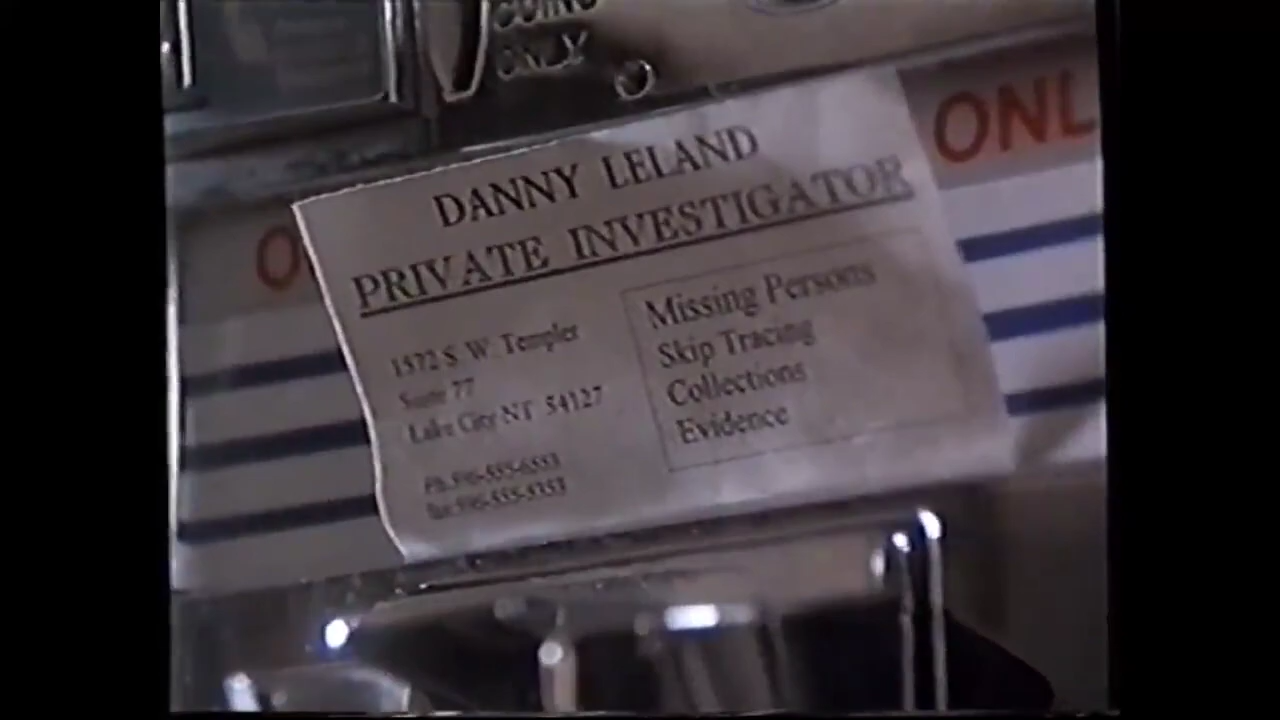 ONLY
ONL
DANNY LELAND
PRIVATE INVESTIGATOR
1572 S. W. Templer
Suite 77
Lake City NT 54127
Missing Persons
Skip Tracing
Collections
Evidence